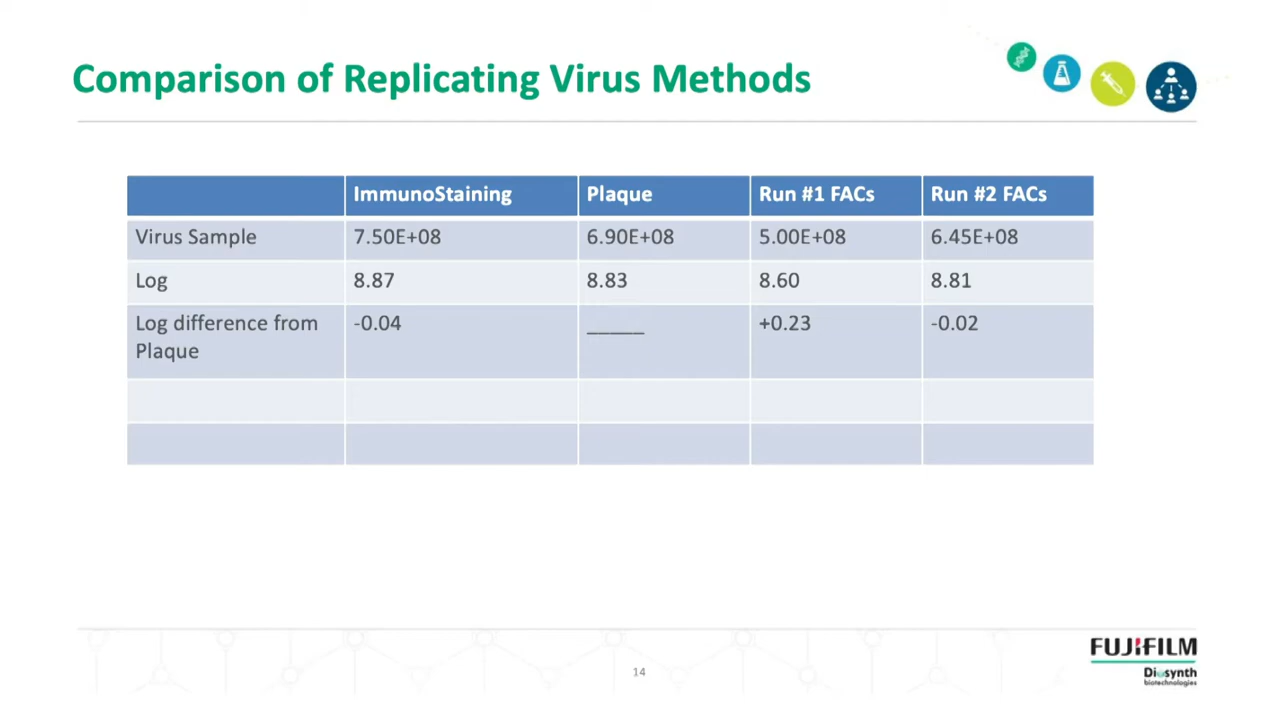 Comparison of Replicating Virus Methods
ImmunoStaining Plaque Run #1 FACs Run #2 FACs
Virus Sample 7.50E+08 6.90E+08 5.00E+08 6.45E+08
Log 8.87 8.83 8.60 8.81
Log difference from -0.04 _____ +0.23 -0.02
Plaque
14
FUJIFILM
Diosynth
biotechnologies